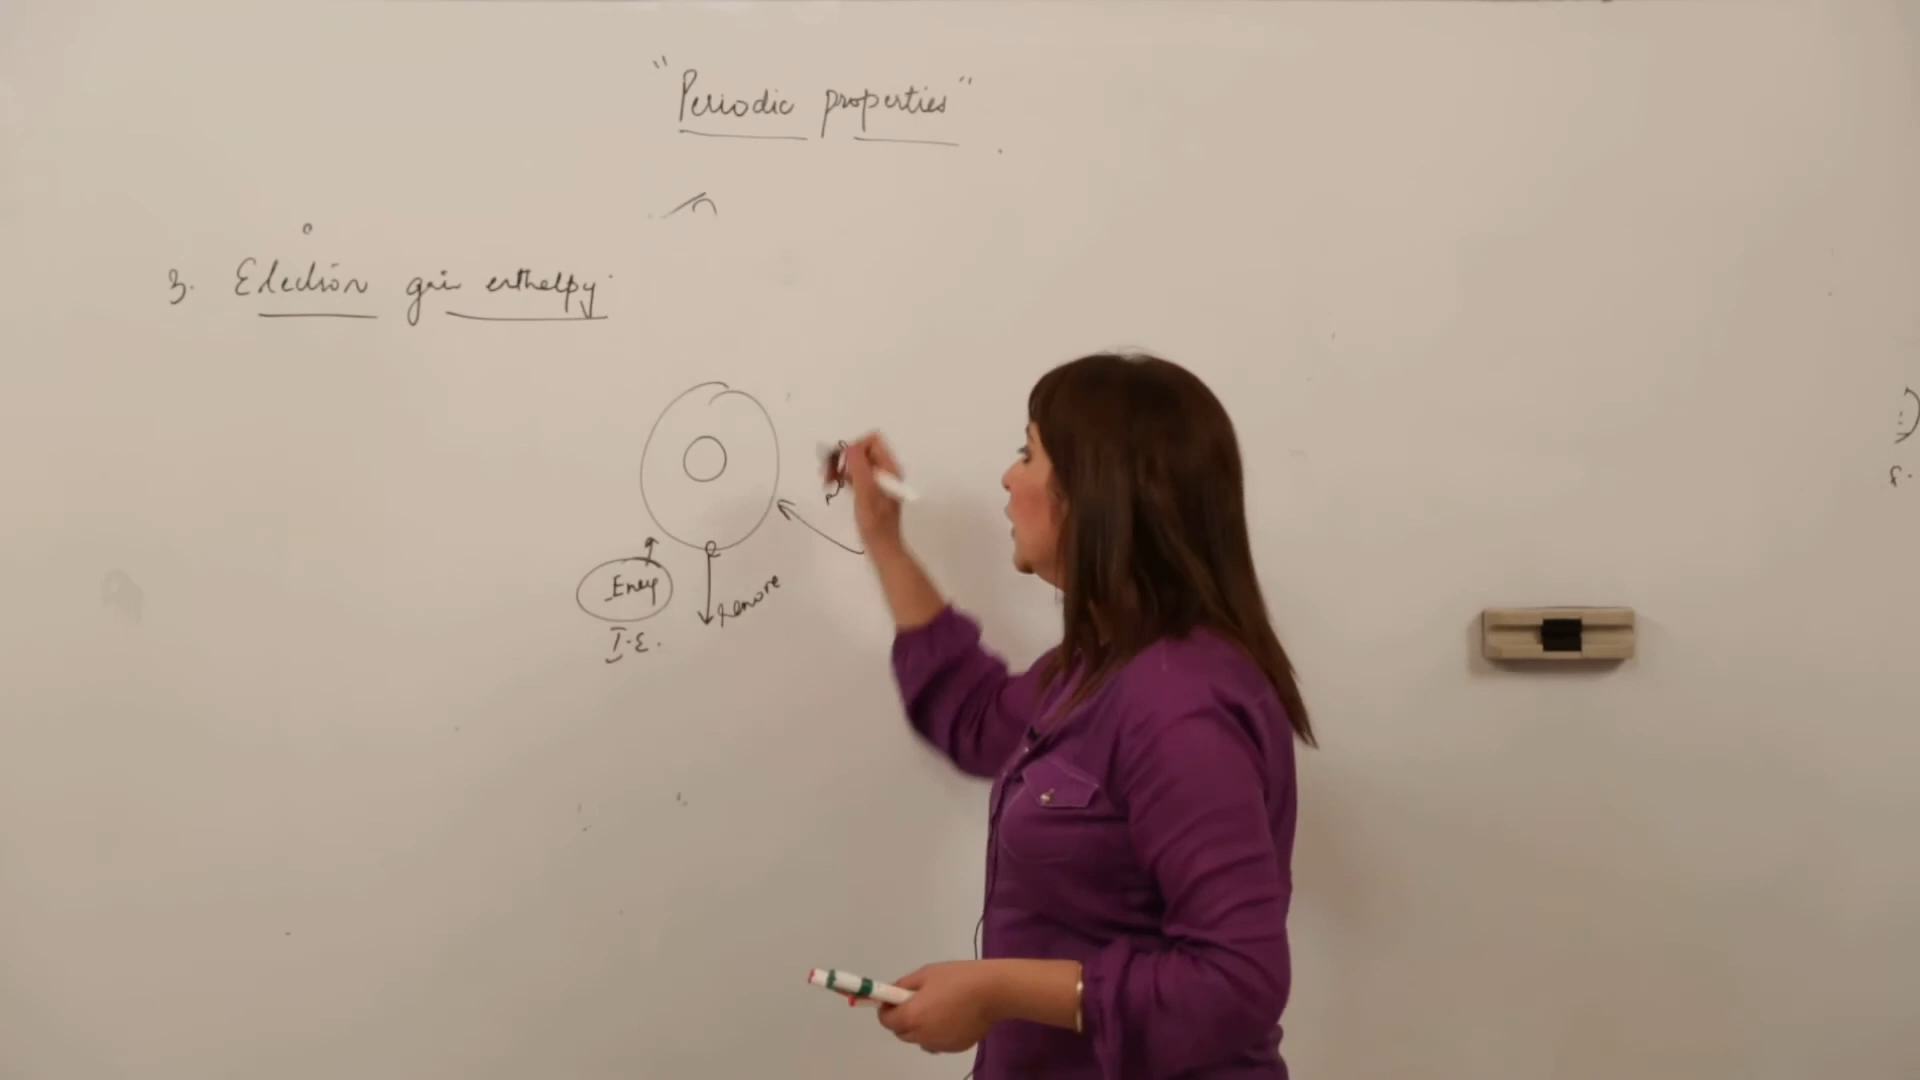 "Periodic properties"
3. Electron gain enthalpy
Energy
remove
I.E.